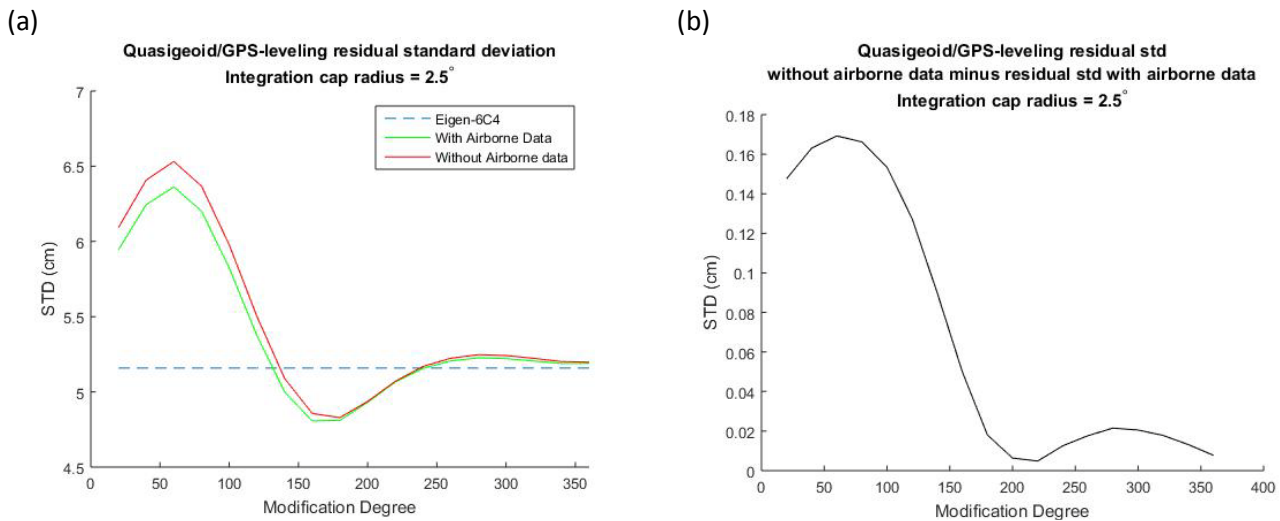 (a)
Quasigeoid/GPS-leveling residual standard deviation
Integration cap radius = 2.5°
7
6.5
6
5.5
5
4.5
STD (cm)
Eigen-6C4
With Airborne Data
Without Airborne data
0 50 100 150 200 250 300 350
Modification Degree
(b)
Quasigeoid/GPS-leveling residual std
without airborne data minus residual std with airborne data
Integration cap radius = 2.5°
0.18
0.16
0.14
0.12
0.1
0.08
0.06
0.04
0.02
0
STD (cm)
0 50 100 150 200 250 300 350 400
Modification Degree